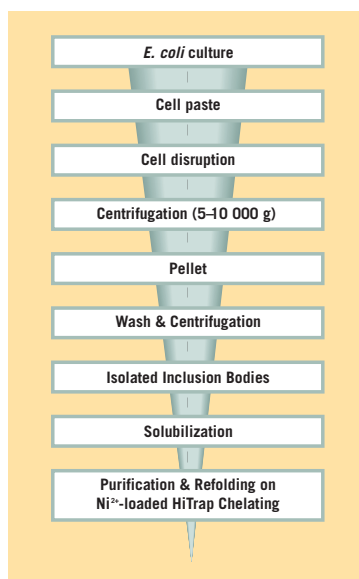 E. coli culture
Cell paste
Cell disruption
Centrifugation (5–10 000 g)
Pellet
Wash & Centrifugation
Isolated Inclusion Bodies
Solubilization
Purification & Refolding on
Ni²⁺-loaded HiTrap Chelating